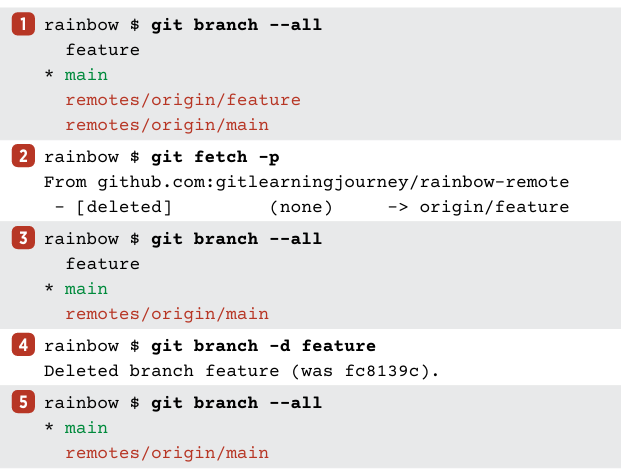 1 rainbow $ git branch --all
feature
* main
remotes/origin/feature
remotes/origin/main
2 rainbow $ git fetch -p
From github.com:gitlearningjourney/rainbow-remote
- [deleted]         (none)     -> origin/feature
3 rainbow $ git branch --all
feature
* main
remotes/origin/main
4 rainbow $ git branch -d feature
Deleted branch feature (was fc8139c).
5 rainbow $ git branch --all
* main
remotes/origin/main